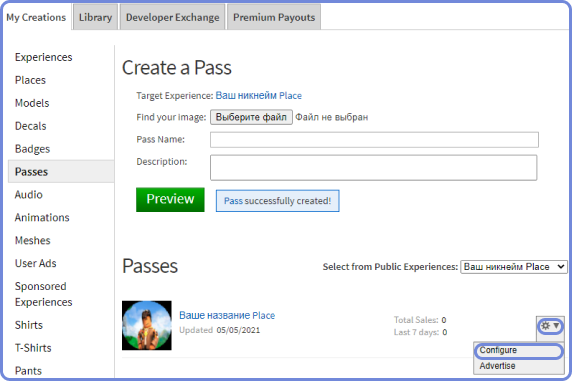 My Creations
Library
Developer Exchange
Premium Payouts
Experiences
Places
Models
Decals
Badges
Passes
Audio
Animations
Meshes
User Ads
Sponsored
Experiences
Shirts
T-Shirts
Pants
Create a Pass
Target Experience: Ваш никнейм Place
Find your image: Выберите файл Файл не выбран
Pass Name:
Description:
Preview
Pass successfully created!
Passes
Select from Public Experiences: Ваш никнейм Place
Ваше название Place
Updated 05/05/2021
Total Sales: 0
Last 7 days: 0
Configure
Advertise